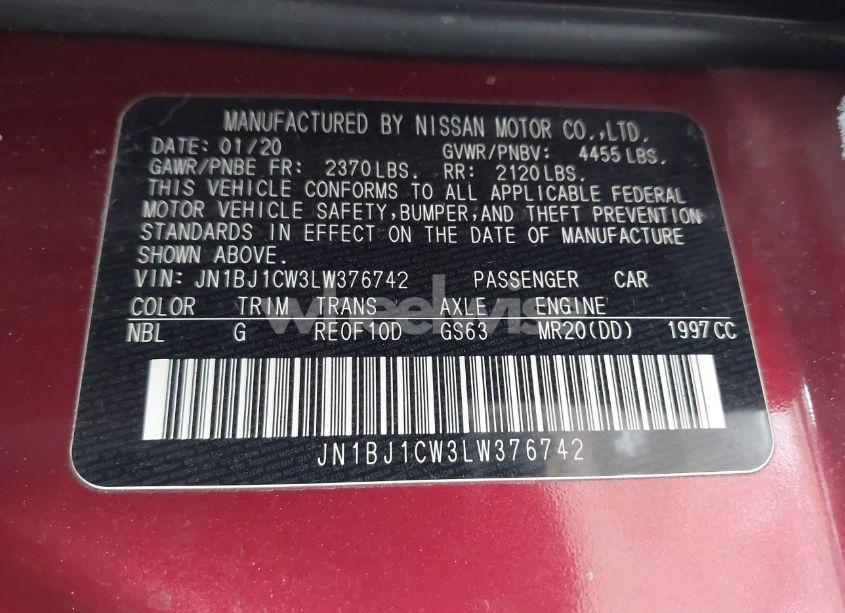 MANUFACTURED BY NISSAN MOTOR CO.,LTD.
DATE: 01/20 GVWR/PNBV: 4455 LBS.
GAWR/PNBE FR: 2370 LBS. RR: 2120 LBS.
THIS VEHICLE CONFORMS TO ALL APPLICABLE FEDERAL
MOTOR VEHICLE SAFETY, BUMPER, AND THEFT PREVENTION
STANDARDS IN EFFECT ON THE DATE OF MANUFACTURE
SHOWN ABOVE.
VIN: JN1BJ1CW3LW376742 PASSENGER CAR
COLOR TRIM TRANS AXLE ENGINE
NBL G RE0F10D GS63 MR20(DD) 1997CC
JN1BJ1CW3LW376742